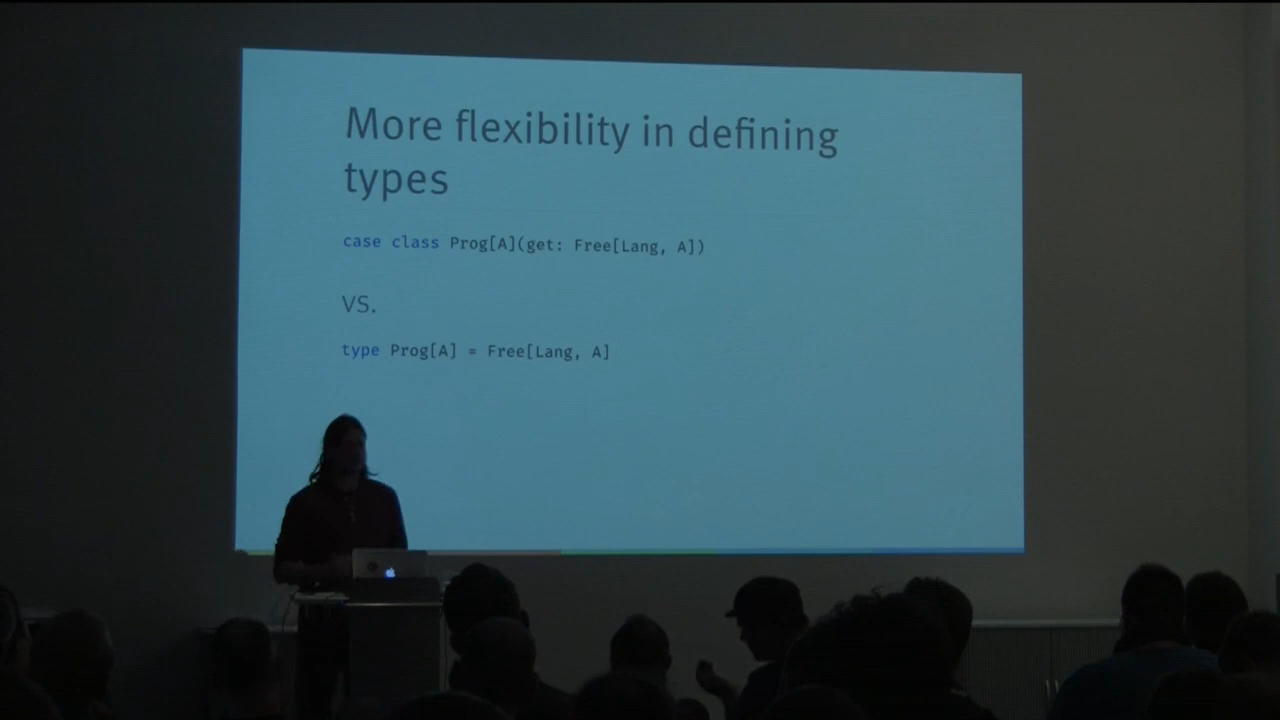 More flexibility in defining
types
case class Prog[A](get: Free[Lang, A])
VS.
type Prog[A] = Free[Lang, A]